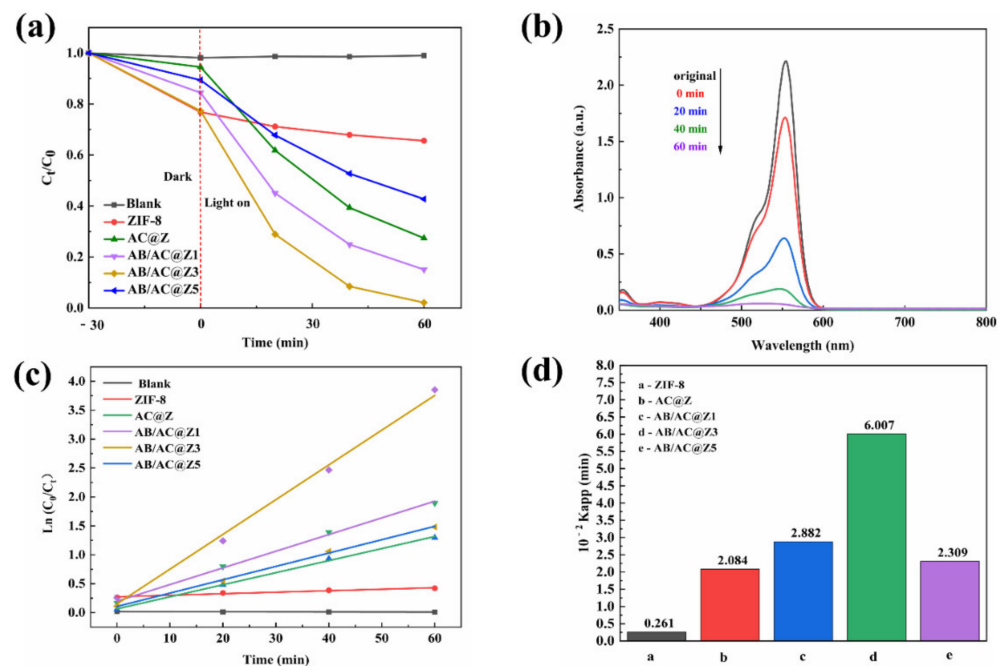 (a)
1.0
0.8
0.6
0.4
0.2
0.0
Ct/C0
Dark
Light on
Blank
ZIF-8
AC@Z
AB/AC@Z1
AB/AC@Z3
AB/AC@Z5
-30
0
30
60
Time (min)
(b)
2.5
2.0
1.5
1.0
0.5
0.0
Absorbance (a.u.)
original
0 min
20 min
40 min
60 min
400
500
600
700
800
Wavelength (nm)
(c)
4.0
3.5
3.0
2.5
2.0
1.5
1.0
0.5
0.0
Ln (C0/Ct)
Blank
ZIF-8
AC@Z
AB/AC@Z1
AB/AC@Z3
AB/AC@Z5
0
10
20
30
40
50
60
Time (min)
(d)
8.0
7.5
7.0
6.5
6.0
5.5
5.0
4.5
4.0
3.5
3.0
2.5
2.0
1.5
1.0
0.5
0.0
10⁻² Kapp (min)
a - ZIF-8
b - AC@Z
c - AB/AC@Z1
d - AB/AC@Z3
e - AB/AC@Z5
0.261
2.084
2.882
6.007
2.309
a
b
c
d
e